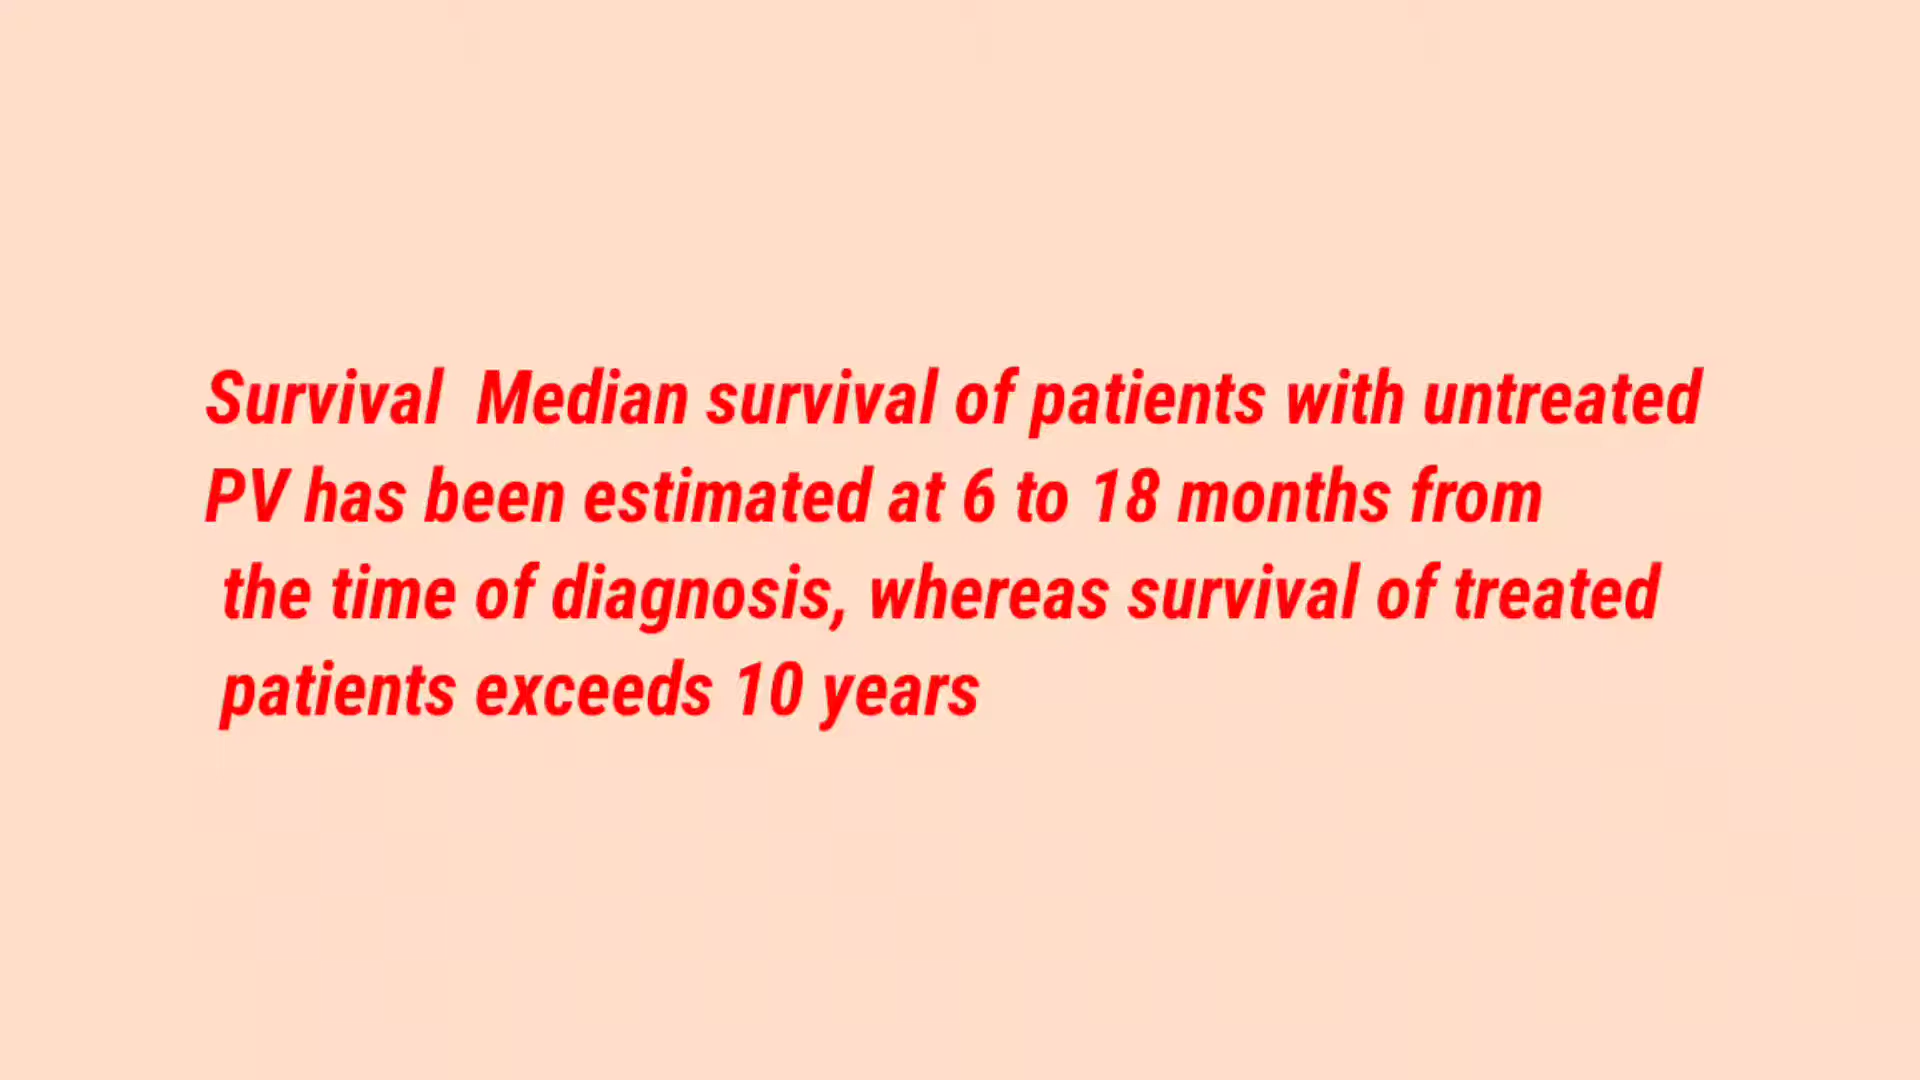 Survival  Median survival of patients with untreated
PV has been estimated at 6 to 18 months from
the time of diagnosis, whereas survival of treated
patients exceeds 10 years